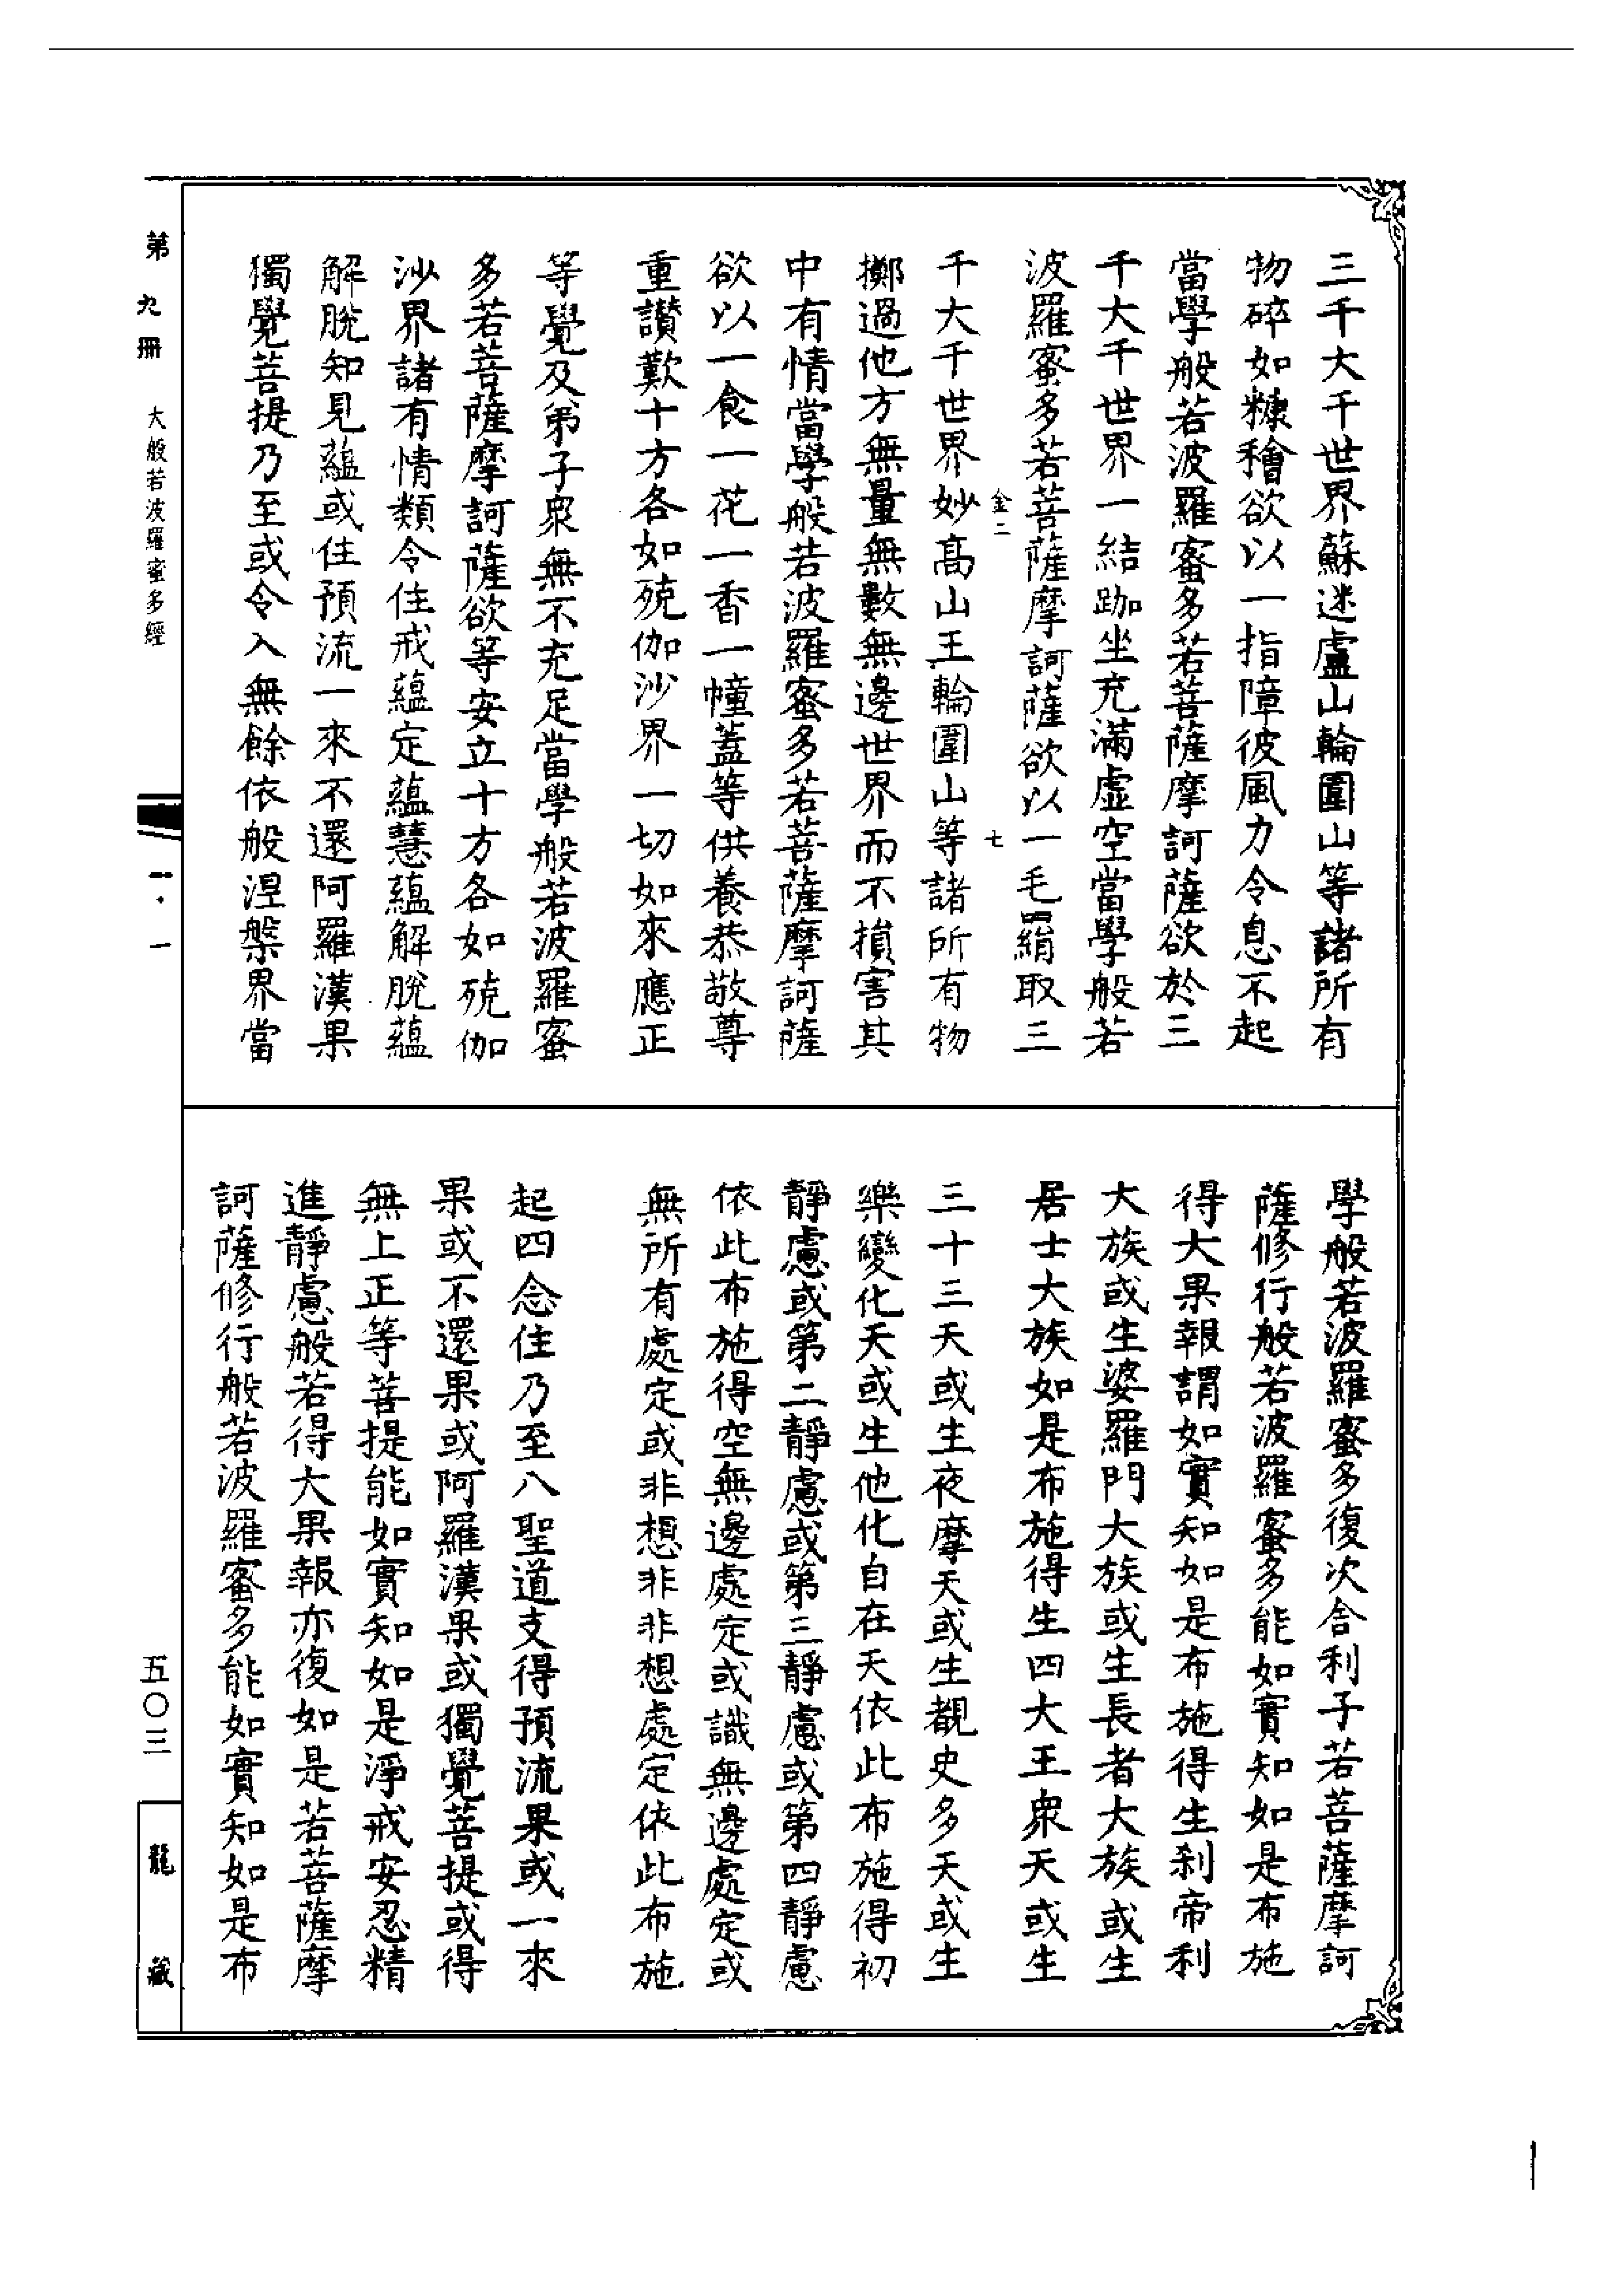 三千大千世界蘇迷盧山輪圍山等諸所有
物碎如糠糩欲以一指障彼風力令息不起
當學般若波羅蜜多若菩薩摩訶薩欲於三
千大千世界一結跏坐充滿虛空當學般若
波羅蜜多若菩薩摩訶薩欲以一毛羂取三
金二 七
千大千世界妙高山王輪圍山等諸所有物
擲過他方無量無數無邊世界而不損害其
中有情當學般若波羅蜜多若菩薩摩訶薩
欲以一食一花一香一幢蓋等供養恭敬尊
重讃歎十方各如殑伽沙界一切如來應正
等覺及弟子衆無不充足當學般若波羅蜜
多若菩薩摩訶薩欲等安立十方各如殑伽
沙界諸有情類令住戒蘊定蘊慧蘊解脫蘊
解脫知見蘊或住預流一來不還阿羅漢果
獨覺菩提乃至或令入無餘依般涅槃界當
學般若波羅蜜多復次舍利子若菩薩摩訶
薩修行般若波羅蜜多能如實知如是布施
得大果報謂如實知如是布施得生刹帝利
大族或生婆羅門大族或生長者大族或生
居士大族如是布施得生四大王衆天或生
三十三天或生夜摩天或生覩史多天或生
樂變化天或生他化自在天依此布施得初
靜慮或第二靜慮或第三靜慮或第四靜慮
依此布施得空無邊處定或識無邊處定或
無所有處定或非想非非想處定依此布施
起四念住乃至八聖道支得預流果或一來
果或不還果或阿羅漢果或獨覺菩提或得
無上正等菩提能如實知如是淨戒安忍精
進靜慮般若得大果報亦復如是若菩薩摩
訶薩修行般若波羅蜜多能如實知如是布
第九冊 大般若波羅蜜多經
五〇三
龍藏